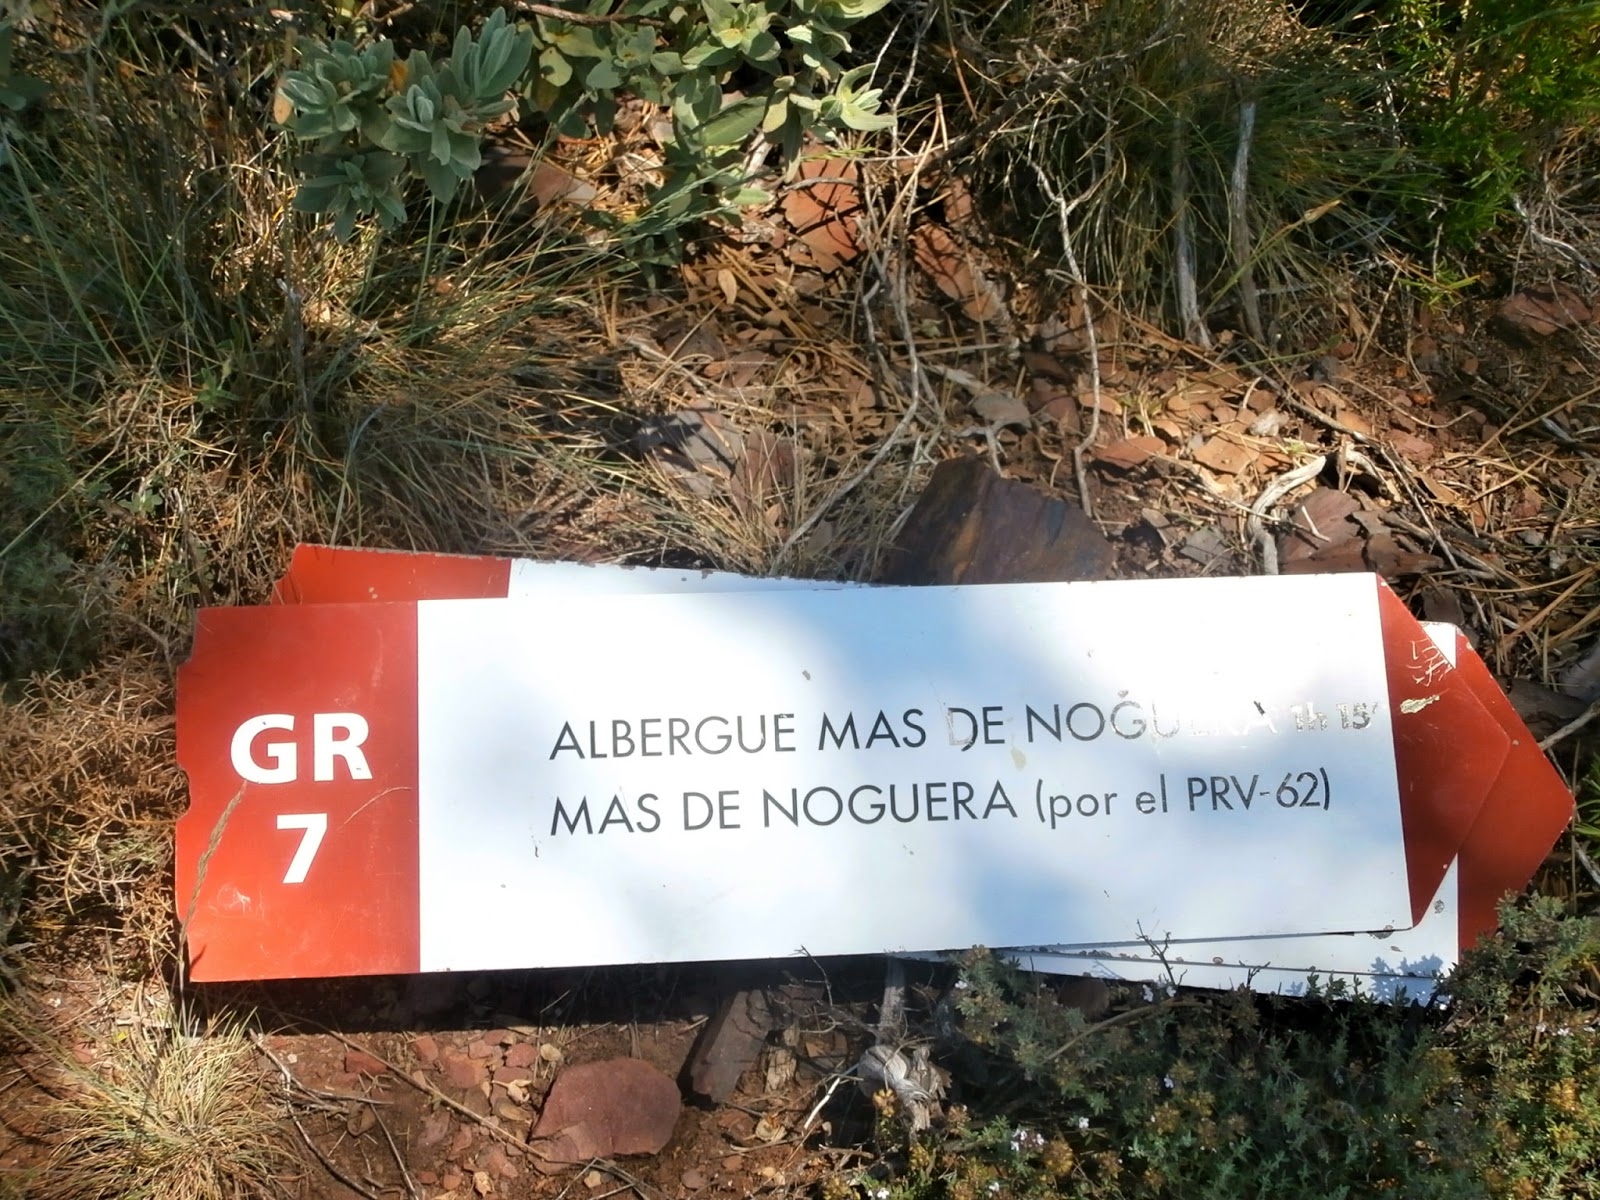 GR
7
ALBERGUE MAS DE NOGUERA 1h 15'
MAS DE NOGUERA (por el PRV-62)